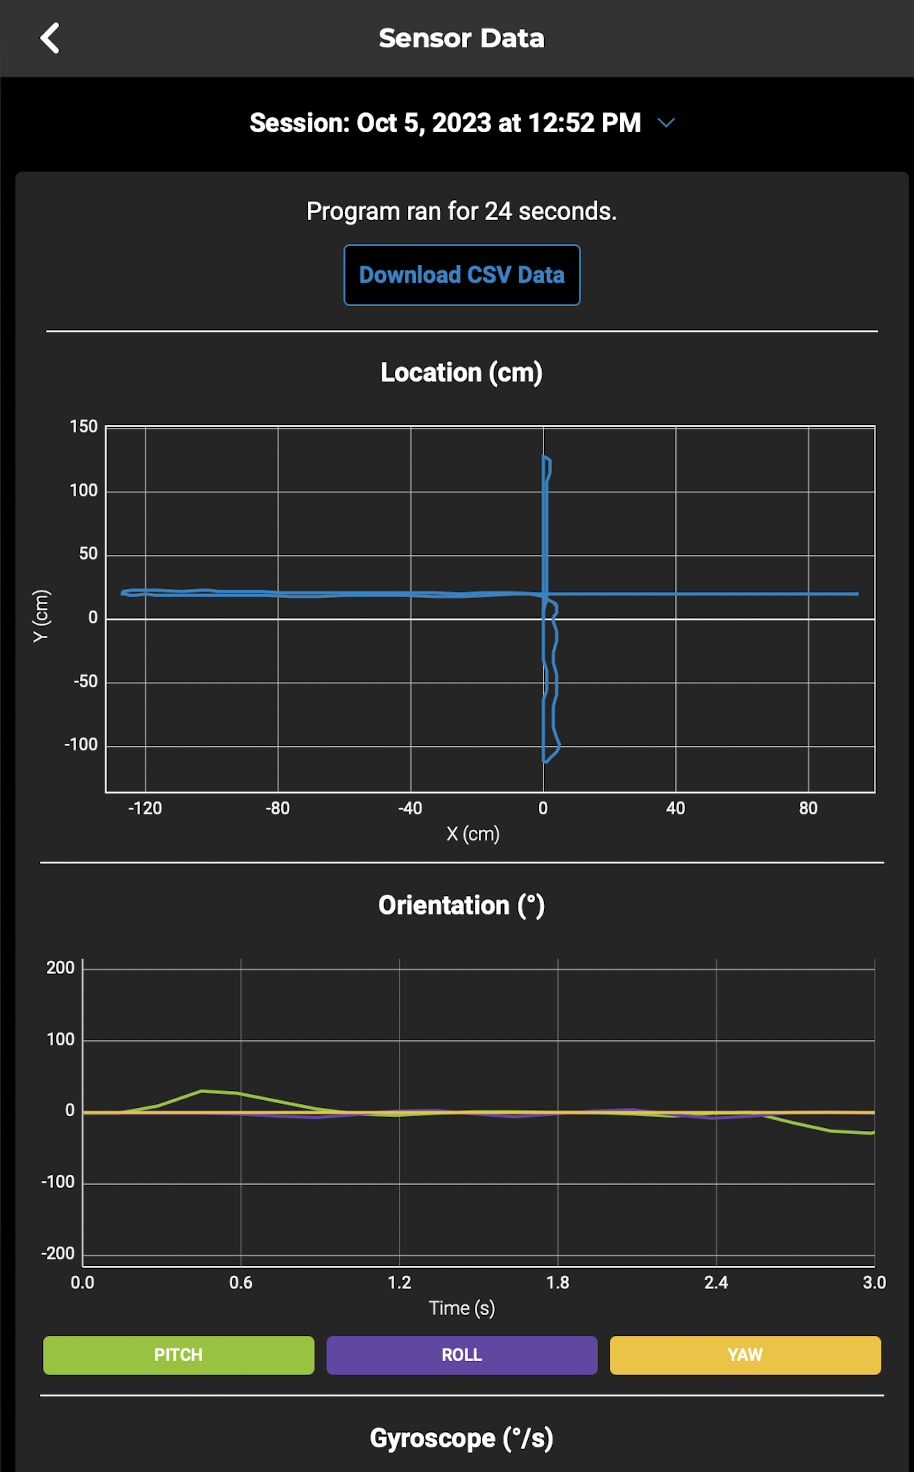 Sensor Data
Session: Oct 5, 2023 at 12:52 PM
Program ran for 24 seconds.
Download CSV Data
Location (cm)
150
100
50
0
-50
-100
Y (cm)
-120 -80 -40 0 40 80
X (cm)
Orientation (°)
200
100
0
-100
-200
0.0 0.6 1.2 1.8 2.4 3.0
Time (s)
PITCH ROLL YAW
Gyroscope (°/s)